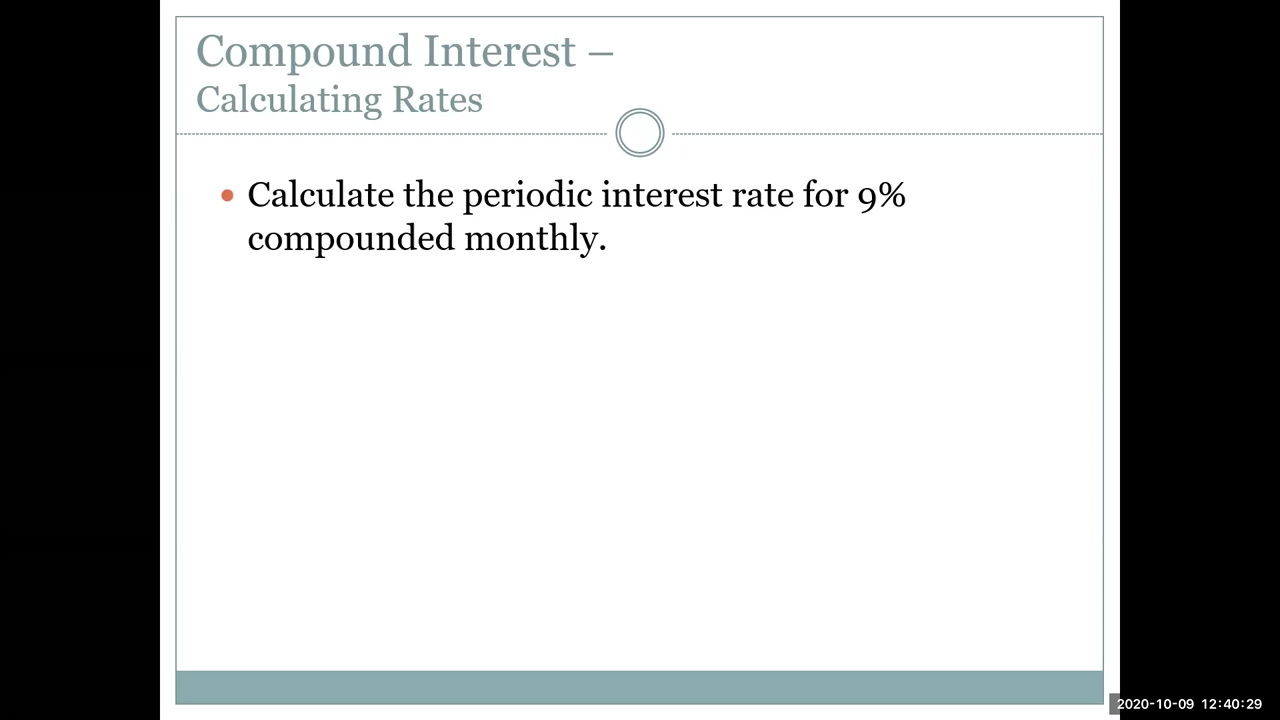 Compound Interest –
Calculating Rates
• Calculate the periodic interest rate for 9%
compounded monthly.
2020-10-09 12:40:29